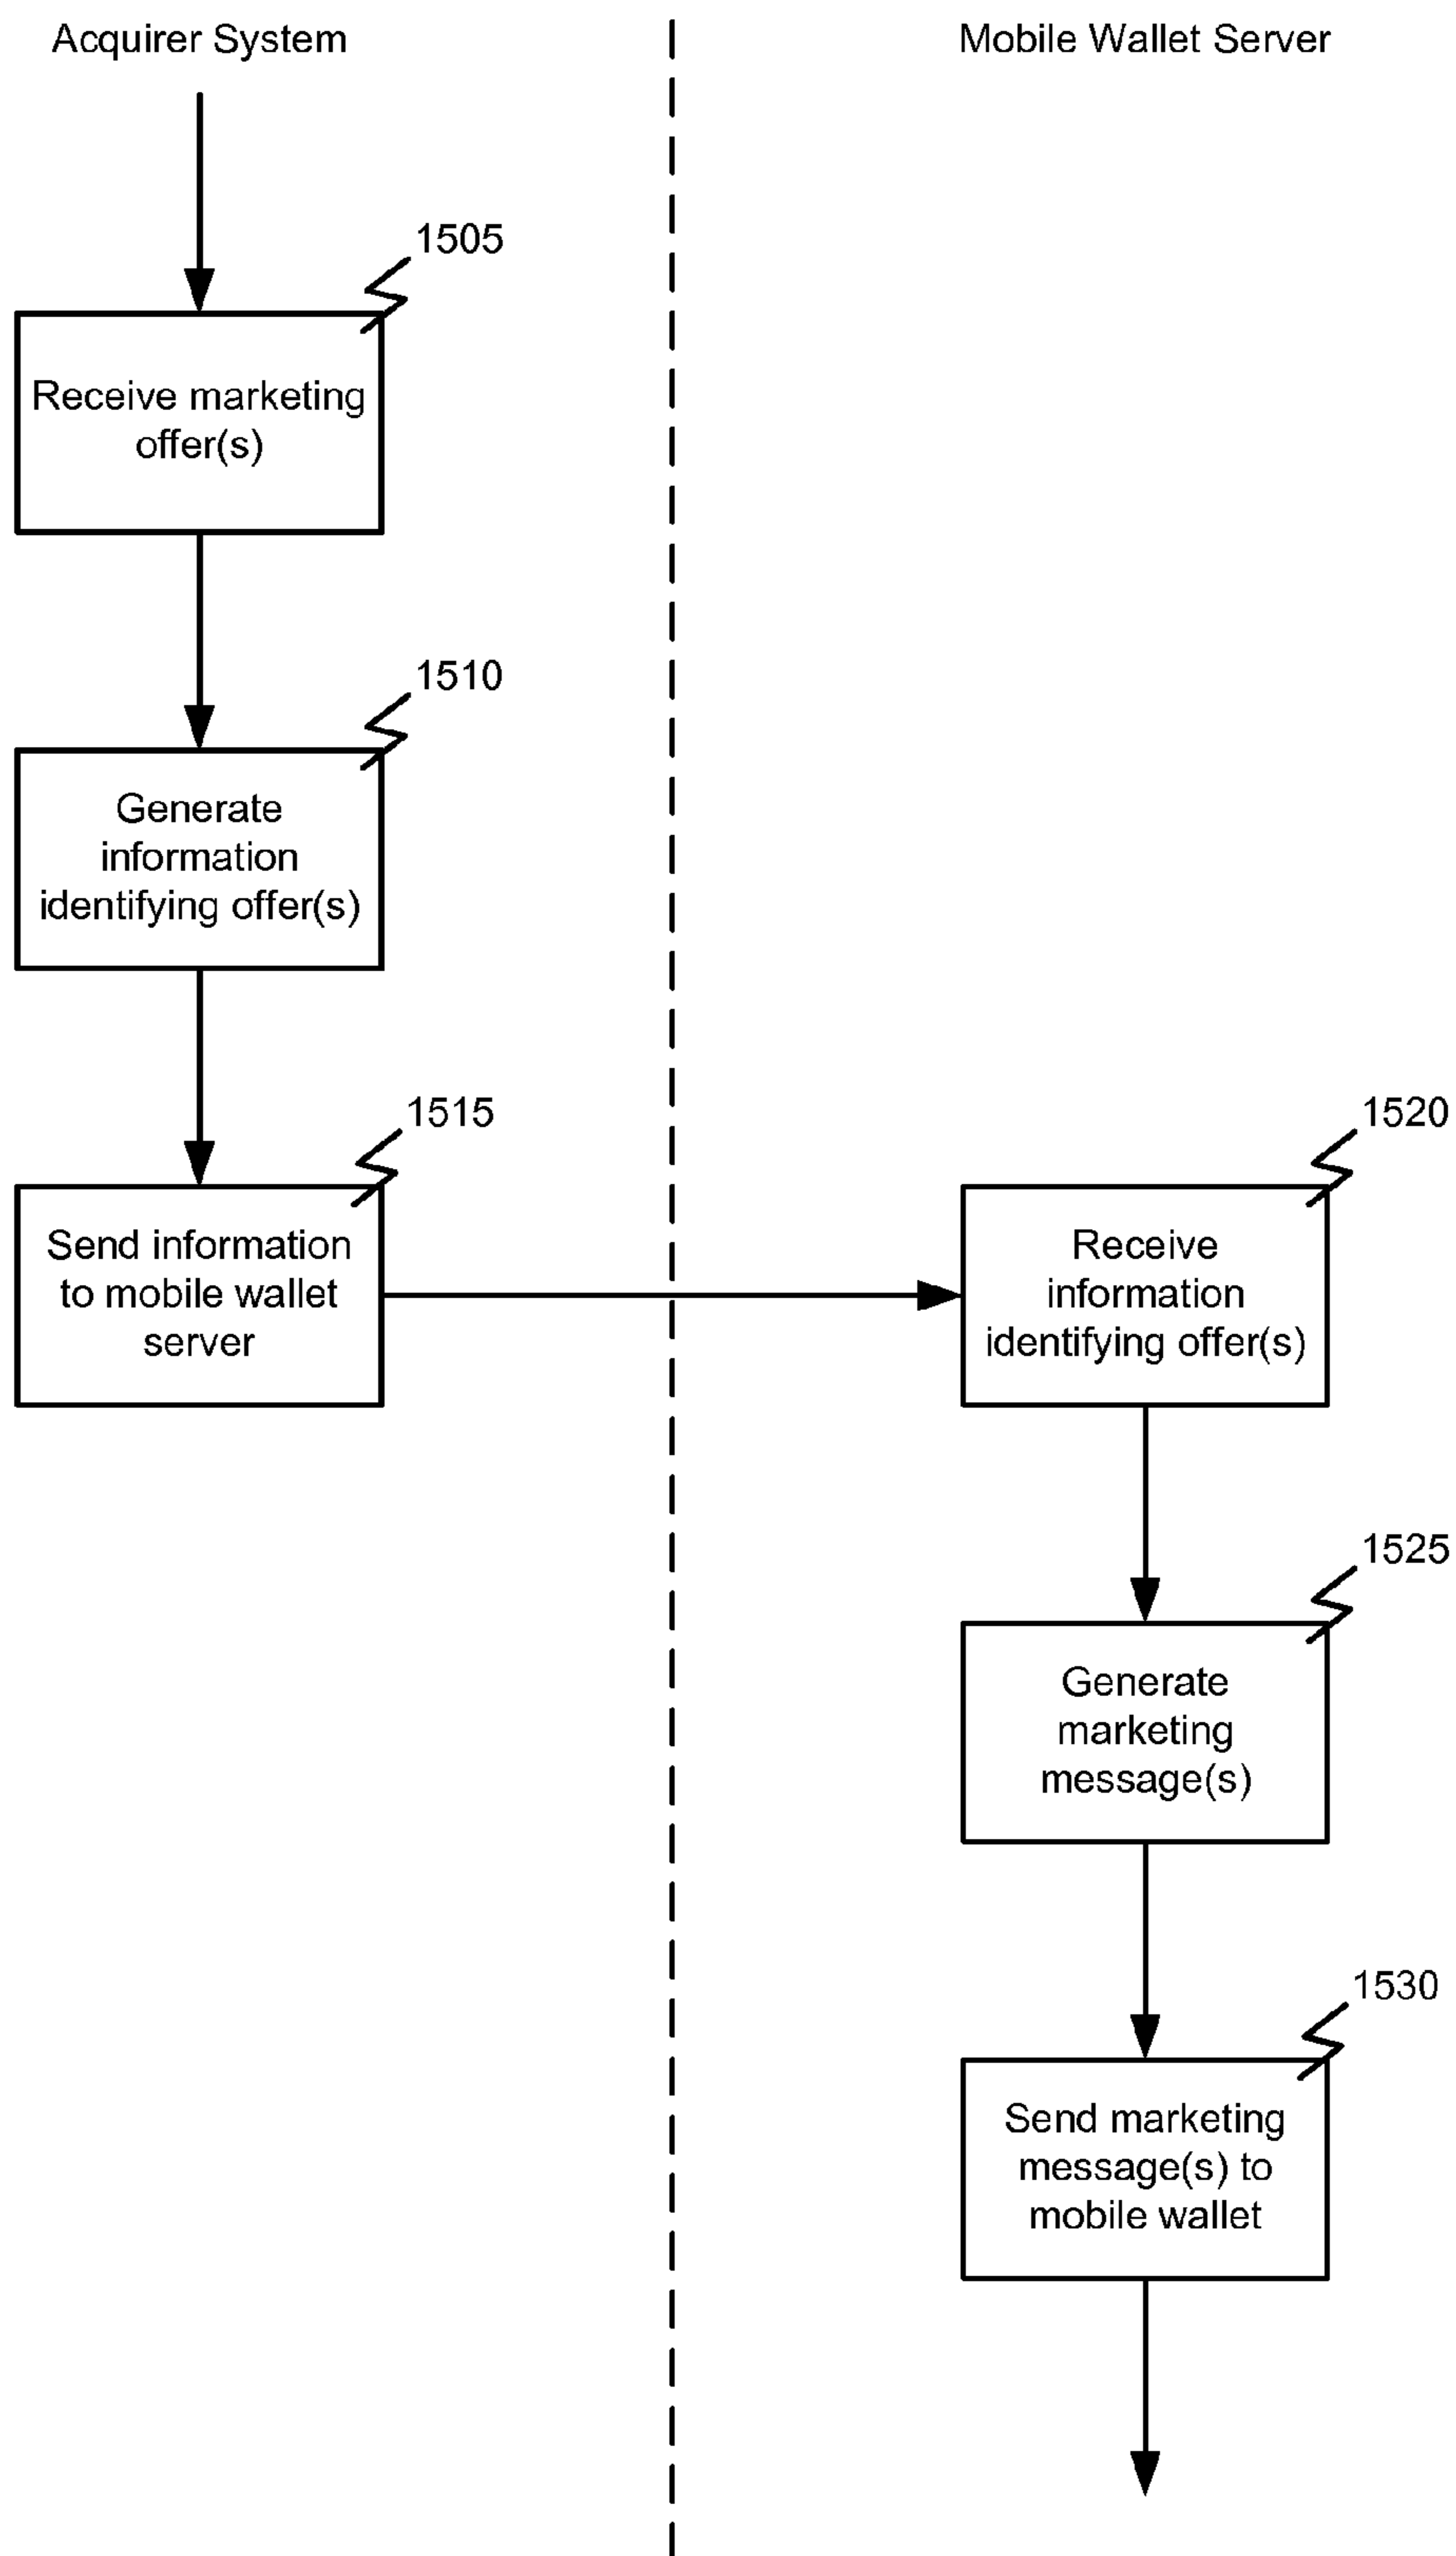 Acquirer System
Mobile Wallet Server
1505
Receive marketing
offer(s)
1510
Generate
information
identifying offer(s)
1515
Send information
to mobile wallet
server
1520
Receive
information
identifying offer(s)
1525
Generate
marketing
message(s)
1530
Send marketing
message(s) to
mobile wallet